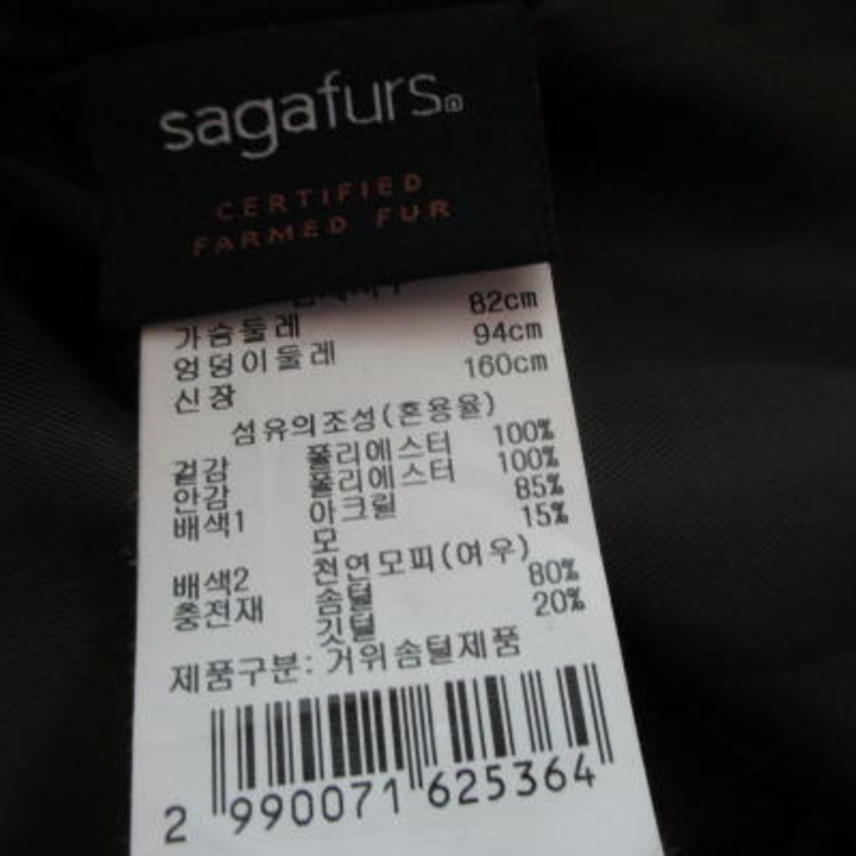 sagafurs®
CERTIFIED
FARMED FUR
가슴둘레 82cm
엉덩이둘레 94cm
신장 160cm
섬유의조성(혼용율)
겉감 폴리에스터 100%
안감 폴리에스터 100%
배색1 아크릴 85%
모 15%
배색2 천연모피(여우)
충전재 솜털 80%
깃털 20%
제품구분: 거위솜털제품
2 990071 625364